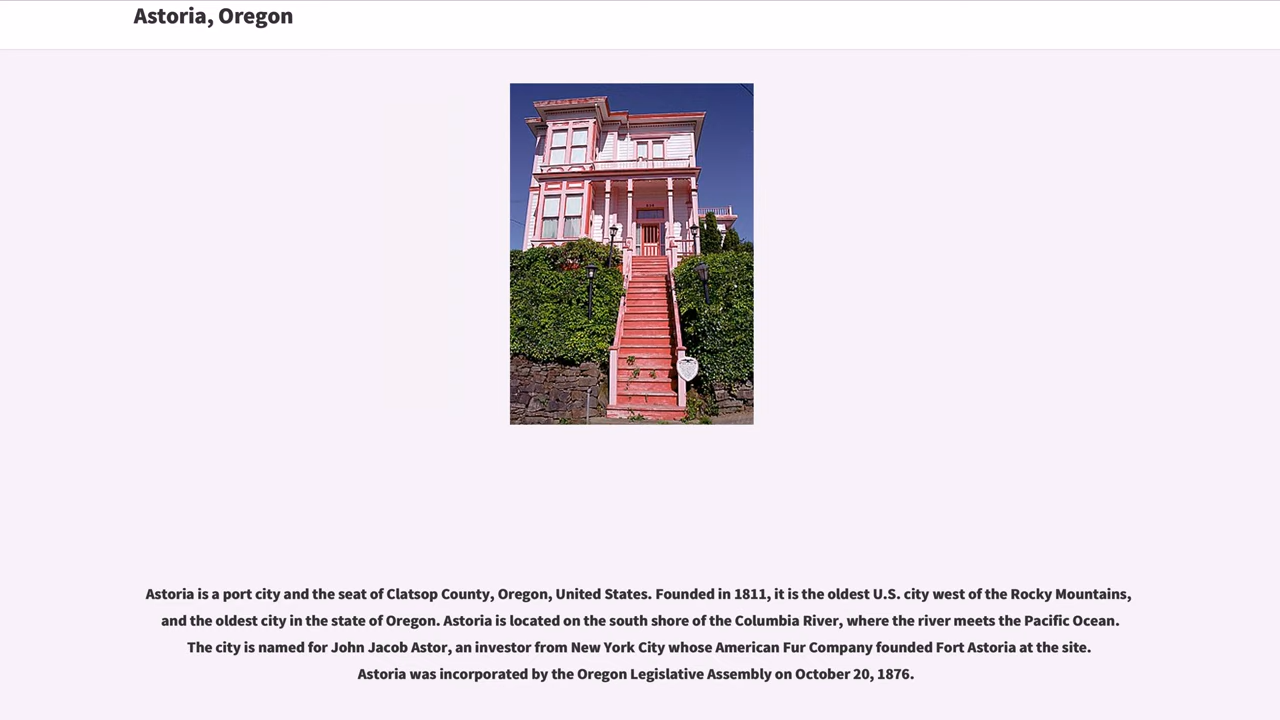 Astoria, Oregon
Astoria is a port city and the seat of Clatsop County, Oregon, United States. Founded in 1811, it is the oldest U.S. city west of the Rocky Mountains,
and the oldest city in the state of Oregon. Astoria is located on the south shore of the Columbia River, where the river meets the Pacific Ocean.
The city is named for John Jacob Astor, an investor from New York City whose American Fur Company founded Fort Astoria at the site.
Astoria was incorporated by the Oregon Legislative Assembly on October 20, 1876.